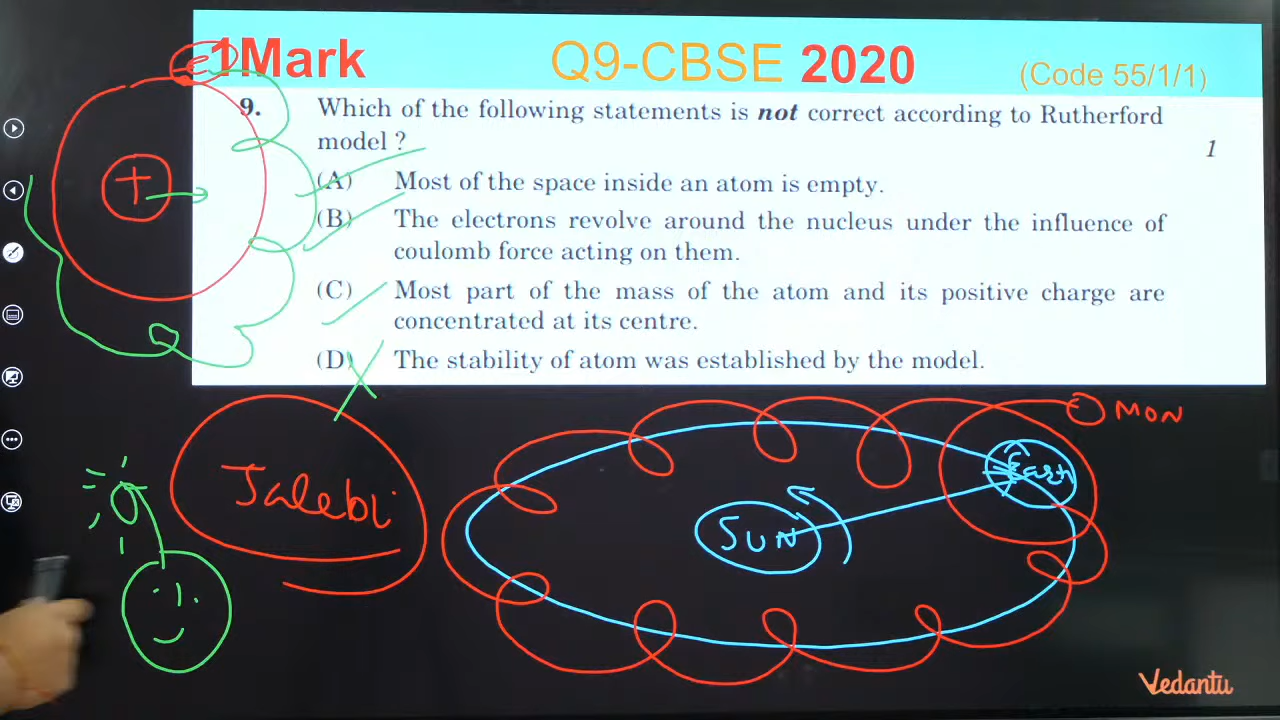 1Mark Q9-CBSE 2020 (Code 55/1/1)
e
9. Which of the following statements is not correct according to Rutherford
model ?
1
+
(A) Most of the space inside an atom is empty.
(B) The electrons revolve around the nucleus under the influence of
coulomb force acting on them.
(C) Most part of the mass of the atom and its positive charge are
concentrated at its centre.
(D) The stability of atom was established by the model.
MON
Earth
Jalebi
SUN
Vedantu